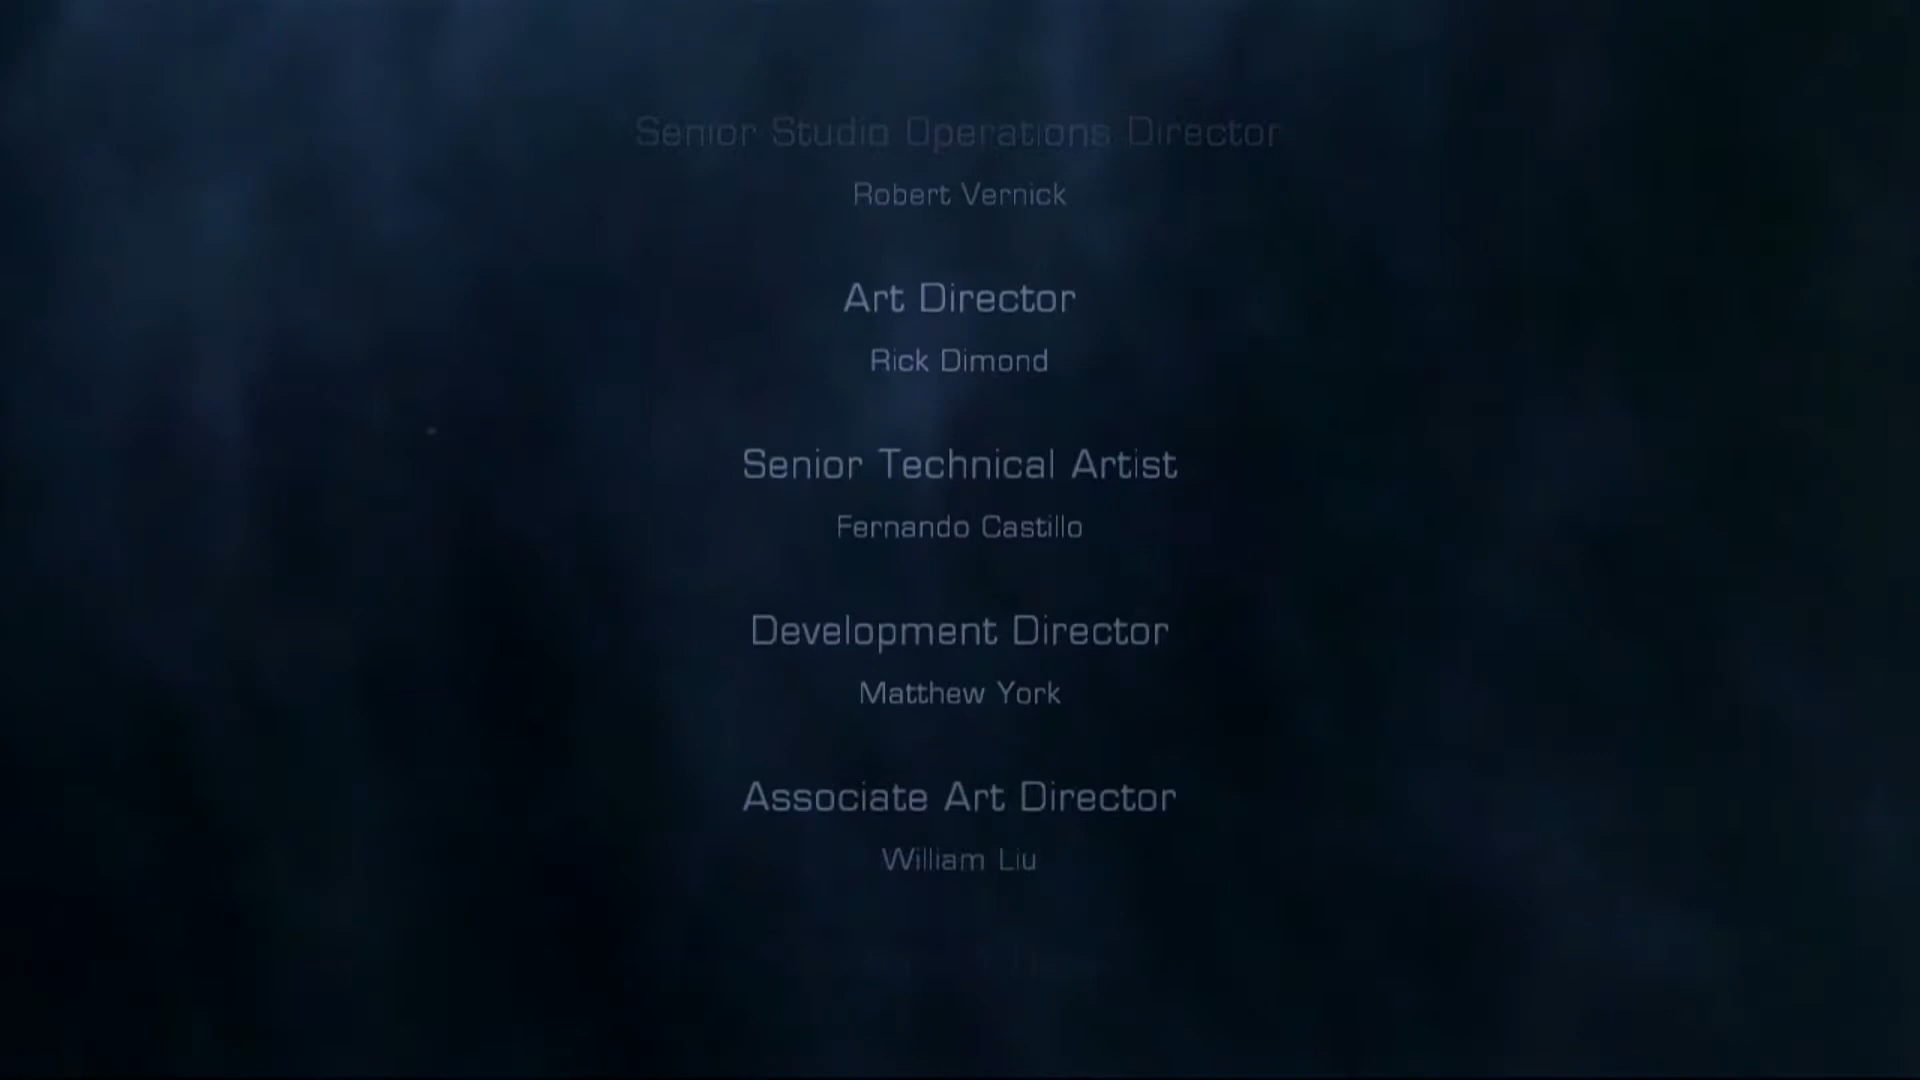 Senior Studio Operations Director
Robert Vernick
Art Director
Rick Dimond
Senior Technical Artist
Fernando Castillo
Development Director
Matthew York
Associate Art Director
William Liu